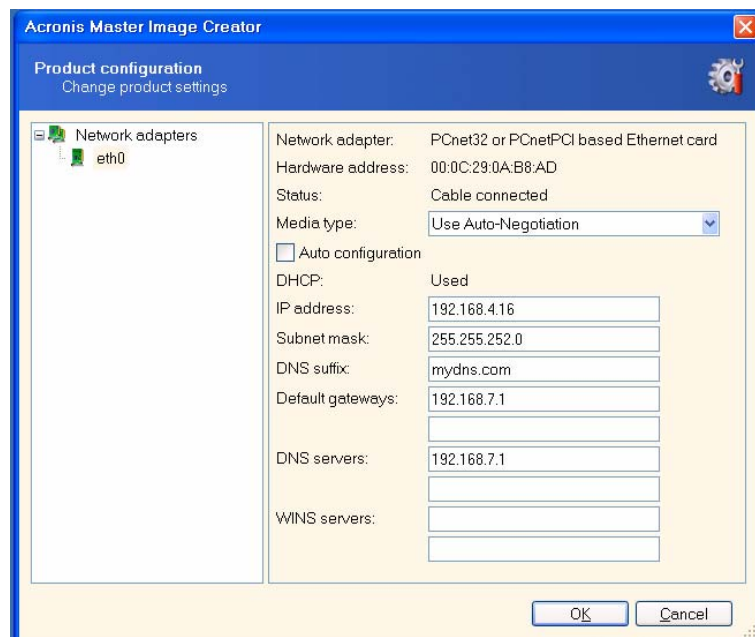 Acronis Master Image Creator
Product configuration
Change product settings
Network adapters
eth0
Network adapter: PCnet32 or PCnetPCI based Ethernet card
Hardware address: 00:0C:29:0A:B8:AD
Status: Cable connected
Media type: Use Auto-Negotiation
Auto configuration
DHCP: Used
IP address: 192.168.4.16
Subnet mask: 255.255.252.0
DNS suffix: mydns.com
Default gateways: 192.168.7.1
DNS servers: 192.168.7.1
WINS servers:
OK Cancel